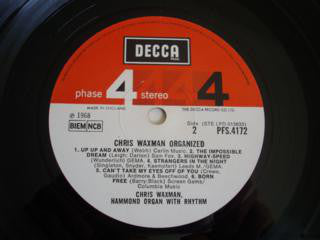 DECCA
phase 4 stereo 4 4
MADE IN ENGLAND
THE DECCA RECORD CO. LTD.
℗ 1968
BIEM NCB
Side 2
PFS.4172
CHRIS WAXMAN ORGANIZED
1. UP UP AND AWAY (Webb) Carlin Music. 2. THE IMPOSSIBLE
DREAM (Leigh; Darion) Sam Fox. 3. HIGHWAY-SPEED
(Wunderlich) GEMA. 4. STRANGERS IN THE NIGHT
(Singleton, Snyder, Kaempfert) Leeds M./GEMA.
5. CAN'T TAKE MY EYES OFF OF YOU (Crewe,
Gaudio) Ardmore & Beechwood. 6. BORN
FREE (Barry; Black) Screen Gems/
Columbia Music
CHRIS WAXMAN,
HAMMOND ORGAN WITH RHYTHM